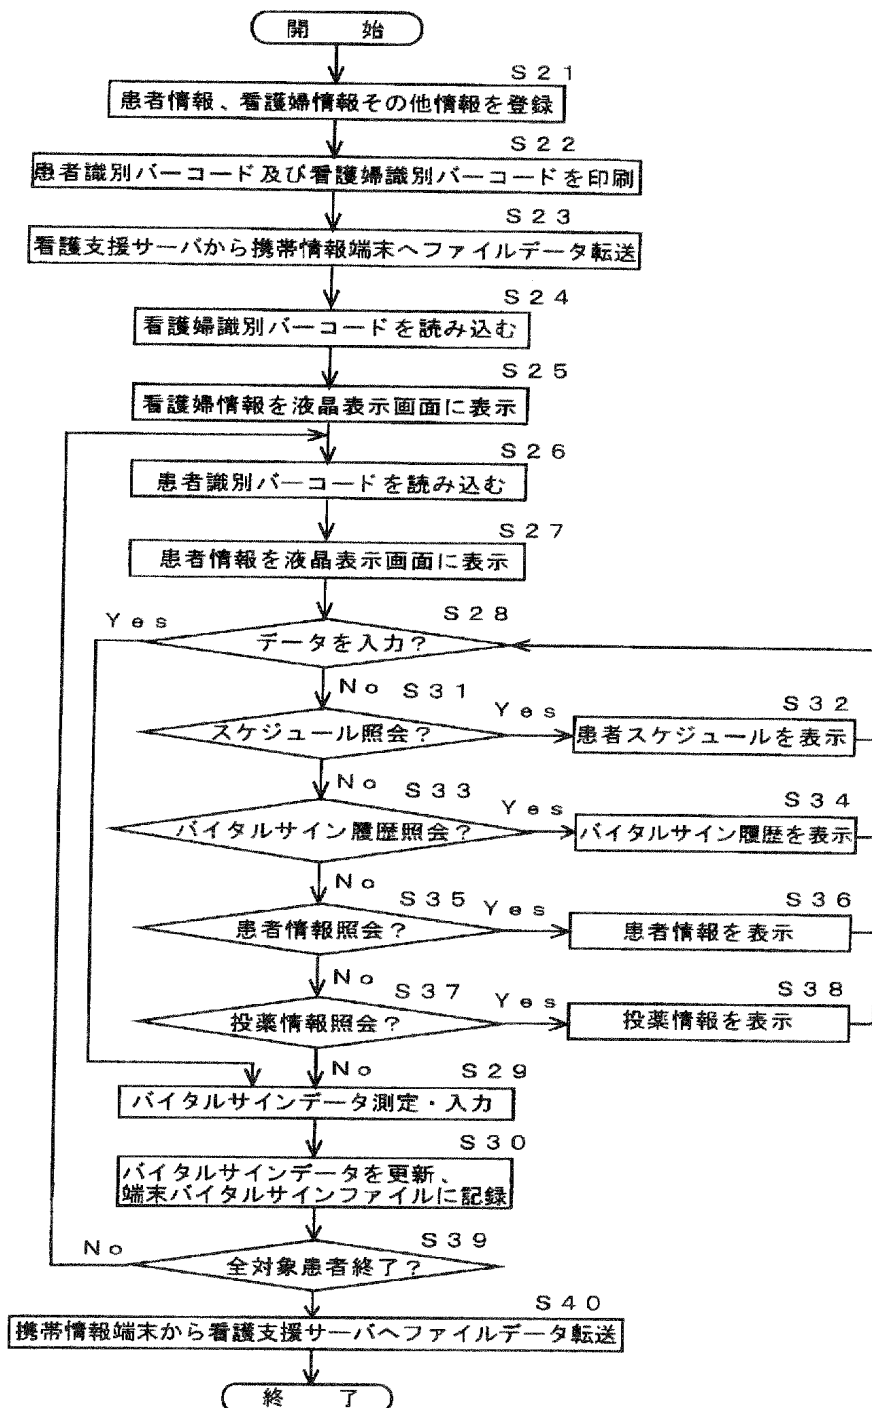 開　始
S21
患者情報、看護婦情報その他情報を登録
S22
患者識別バーコード及び看護婦識別バーコードを印刷
S23
看護支援サーバから携帯情報端末へファイルデータ転送
S24
看護婦識別バーコードを読み込む
S25
看護婦情報を液晶表示画面に表示
S26
患者識別バーコードを読み込む
S27
患者情報を液晶表示画面に表示
Yes
S28
データを入力?
No S31
Yes
S32
スケジュール照会?
患者スケジュールを表示
No S33
Yes
S34
バイタルサイン履歴照会?
バイタルサイン履歴を表示
No
S35
Yes
S36
患者情報照会?
患者情報を表示
No
S37
Yes
S38
投薬情報照会?
投薬情報を表示
No
S29
バイタルサインデータ測定・入力
S30
バイタルサインデータを更新、
端末バイタルサインファイルに記録
No
S39
全対象患者終了?
S40
携帯情報端末から看護支援サーバへファイルデータ転送
終　了